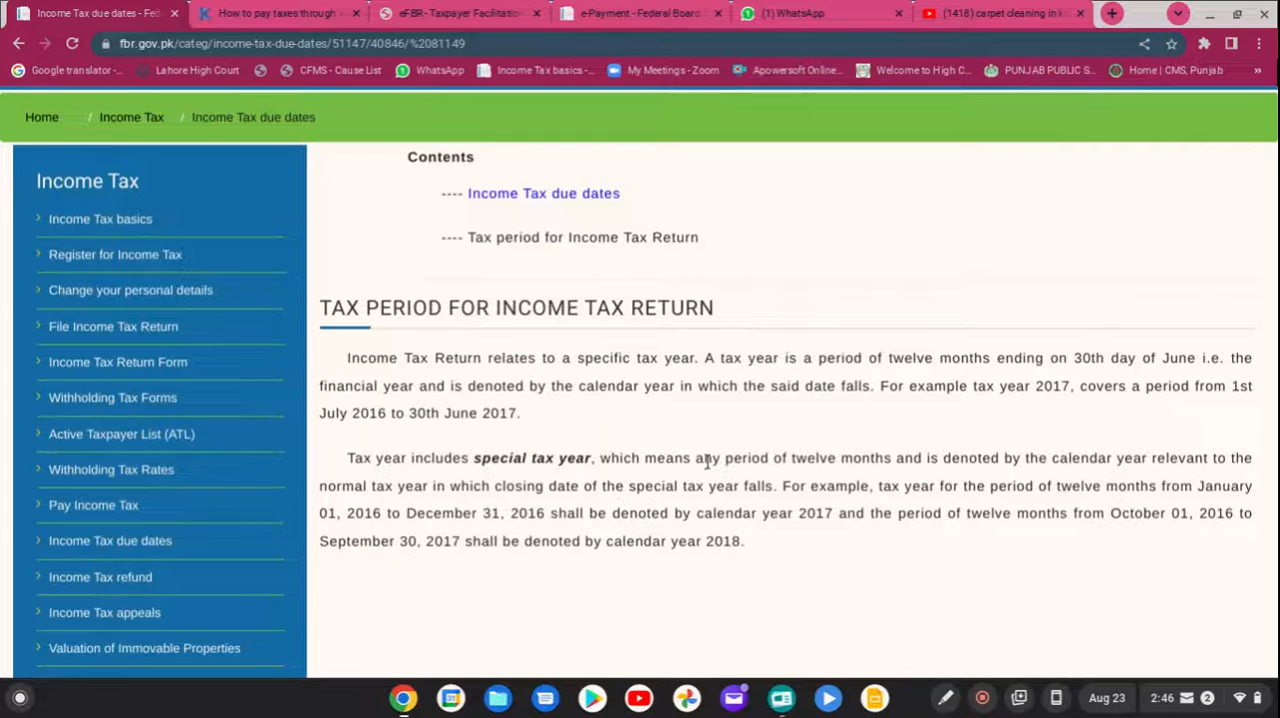 Income Tax due dates - Fed
How to pay taxes through
eFBR - Taxpayer Facilitatio
e-Payment - Federal Board
(1) WhatsApp
(1418) carpet cleaning in k
fbr.gov.pk/categ/income-tax-due-dates/51147/40846/%2081149
Google translator -...
Lahore High Court
CFMS - Cause List
WhatsApp
Income Tax basics -...
My Meetings - Zoom
Apowersoft Online...
Welcome to High C...
PUNJAB PUBLIC S...
Home | CMS, Punjab
»
Home / Income Tax / Income Tax due dates
Income Tax
Income Tax basics
Register for Income Tax
Change your personal details
File Income Tax Return
Income Tax Return Form
Withholding Tax Forms
Active Taxpayer List (ATL)
Withholding Tax Rates
Pay Income Tax
Income Tax due dates
Income Tax refund
Income Tax appeals
Valuation of Immovable Properties
Contents
---- Income Tax due dates
---- Tax period for Income Tax Return
TAX PERIOD FOR INCOME TAX RETURN
Income Tax Return relates to a specific tax year. A tax year is a period of twelve months ending on 30th day of June i.e. the
financial year and is denoted by the calendar year in which the said date falls. For example tax year 2017, covers a period from 1st
July 2016 to 30th June 2017.
Tax year includes special tax year, which means any period of twelve months and is denoted by the calendar year relevant to the
normal tax year in which closing date of the special tax year falls. For example, tax year for the period of twelve months from January
01, 2016 to December 31, 2016 shall be denoted by calendar year 2017 and the period of twelve months from October 01, 2016 to
September 30, 2017 shall be denoted by calendar year 2018.
Aug 23
2:46
2